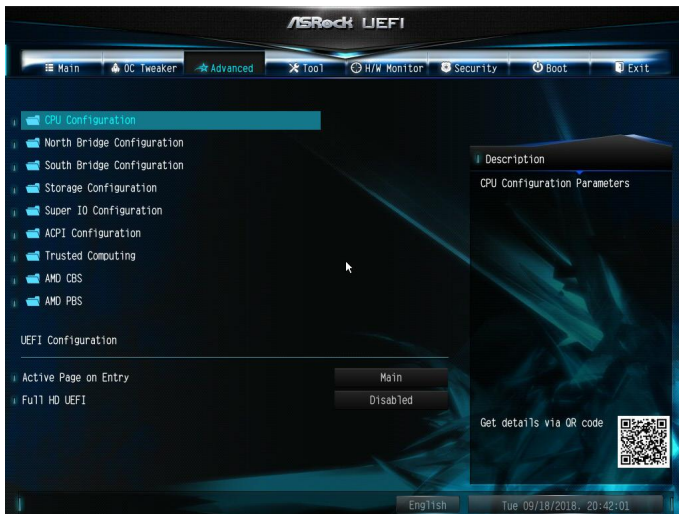 ASRock UEFI
Main OC Tweaker Advanced Tool H/W Monitor Security Boot Exit
CPU Configuration
North Bridge Configuration
South Bridge Configuration
Storage Configuration
Super IO Configuration
ACPI Configuration
Trusted Computing
AMD CBS
AMD PBS
UEFI Configuration
Active Page on Entry Main
Full HD UEFI Disabled
Description
CPU Configuration Parameters
Get details via QR code
English Tue 09/18/2018. 20:42:01